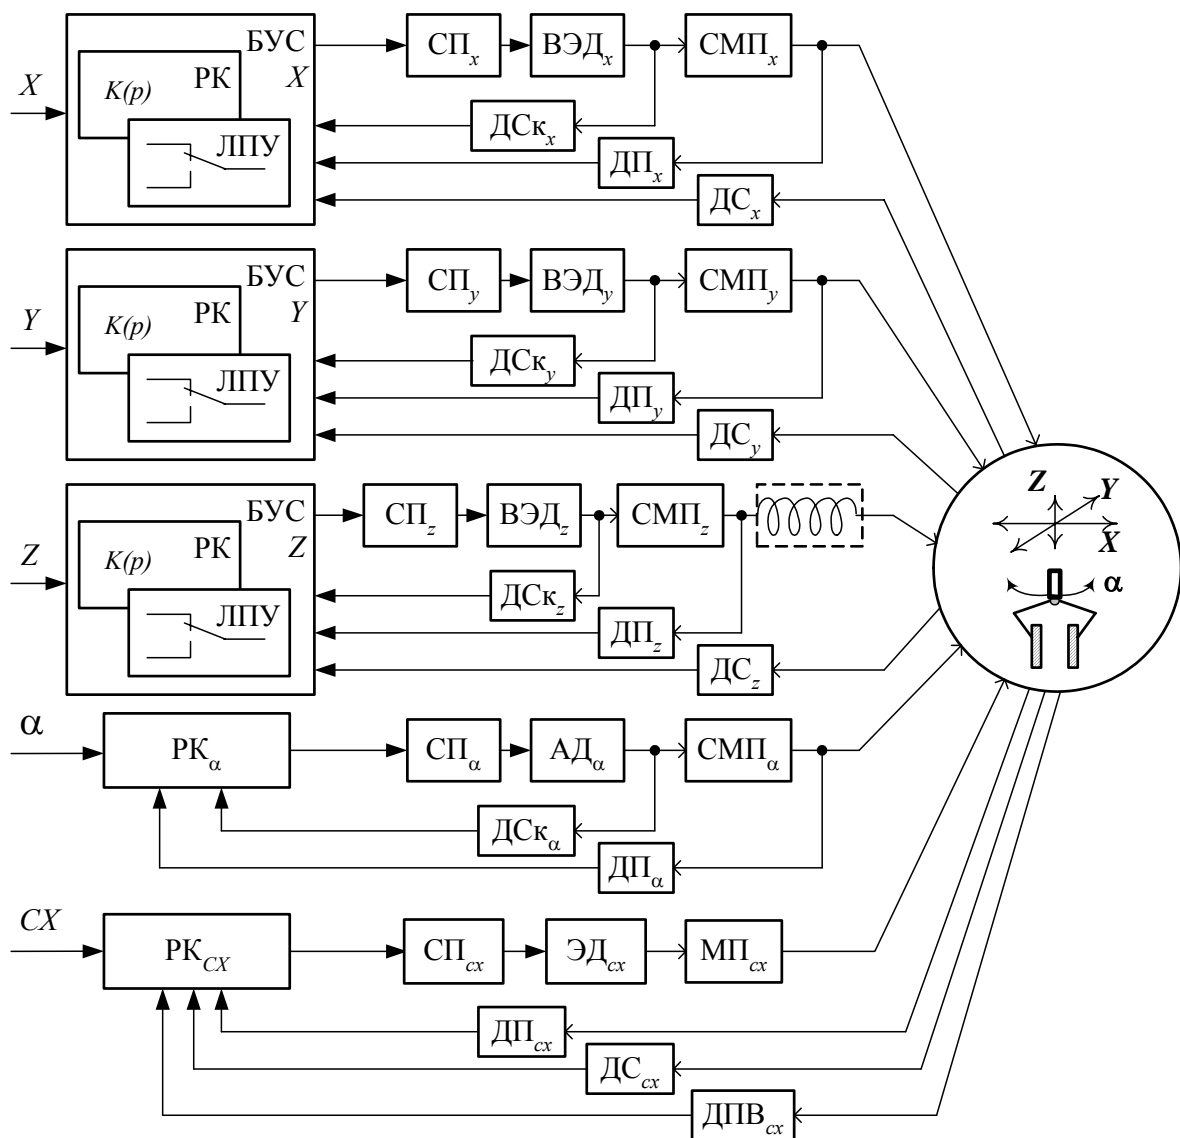 X
БУС X
РК
K(p)
ЛПУ
СПx
ВЭДx
СМПx
ДСкx
ДПx
ДСx
Y
БУС Y
РК
K(p)
ЛПУ
СПy
ВЭДy
СМПy
ДСкy
ДПy
ДСy
Z
БУС Z
РК
K(p)
ЛПУ
СПz
ВЭДz
СМПz
ДСкz
ДПz
ДСz
Z
Y
X
α
α
РКα
СПα
АДα
СМПα
ДСкα
ДПα
CX
РКCX
СПcx
ЭДcx
МПcx
ДПcx
ДСcx
ДПВcx